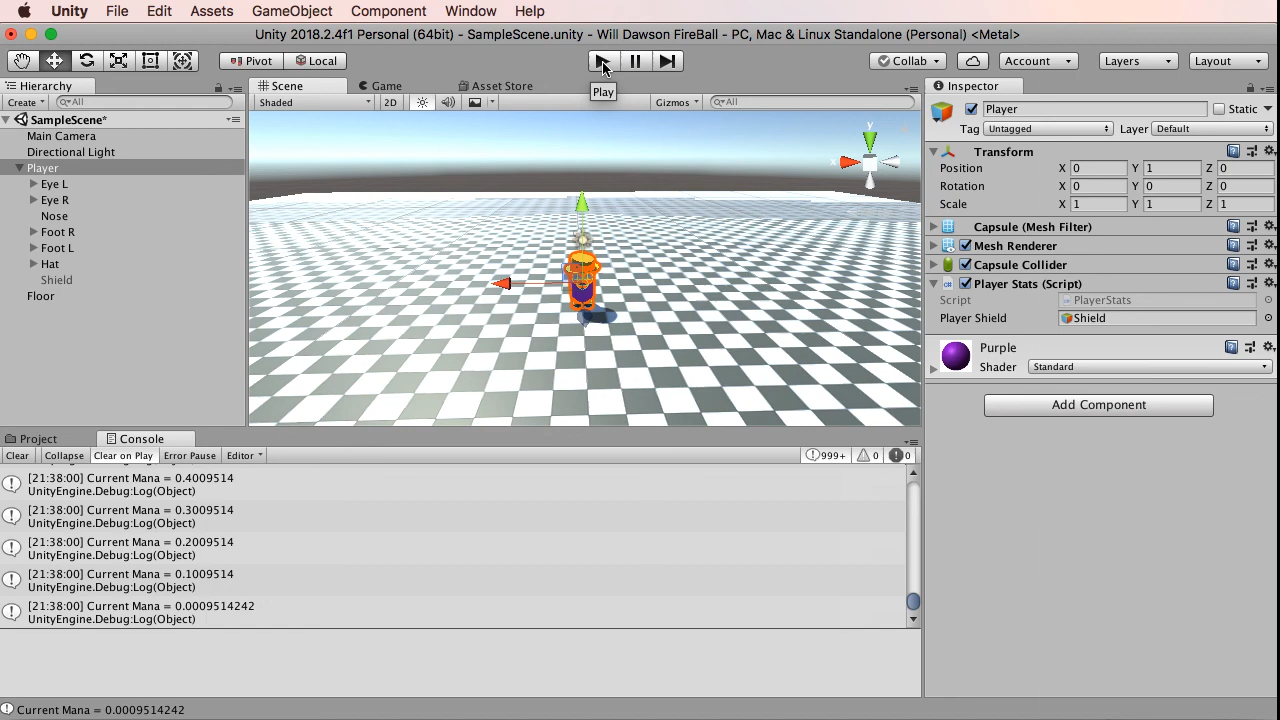 Unity File Edit Assets GameObject Component Window Help
Unity 2018.2.4f1 Personal (64bit) - SampleScene.unity - Will Dawson FireBall - PC, Mac & Linux Standalone (Personal) <Metal>
Pivot Local Collab Account Layers Layout
Play
Hierarchy
Create All
SampleScene*
Main Camera
Directional Light
Player
Eye L
Eye R
Nose
Foot R
Foot L
Hat
Shield
Floor
Scene Game Asset Store
Shaded 2D Gizmos All
y
x
Inspector
Player Static
Tag Untagged Layer Default
Transform
Position X 0 Y 1 Z 0
Rotation X 0 Y 0 Z 0
Scale X 1 Y 1 Z 1
Capsule (Mesh Filter)
Mesh Renderer
Capsule Collider
Player Stats (Script)
Script PlayerStats
Player Shield Shield
Purple
Shader Standard
Add Component
Project Console
Clear Collapse Clear on Play Error Pause Editor 999+ 0 0
[21:38:00] Current Mana = 0.4009514
UnityEngine.Debug:Log(Object)
[21:38:00] Current Mana = 0.3009514
UnityEngine.Debug:Log(Object)
[21:38:00] Current Mana = 0.2009514
UnityEngine.Debug:Log(Object)
[21:38:00] Current Mana = 0.1009514
UnityEngine.Debug:Log(Object)
[21:38:00] Current Mana = 0.0009514242
UnityEngine.Debug:Log(Object)
Current Mana = 0.0009514242